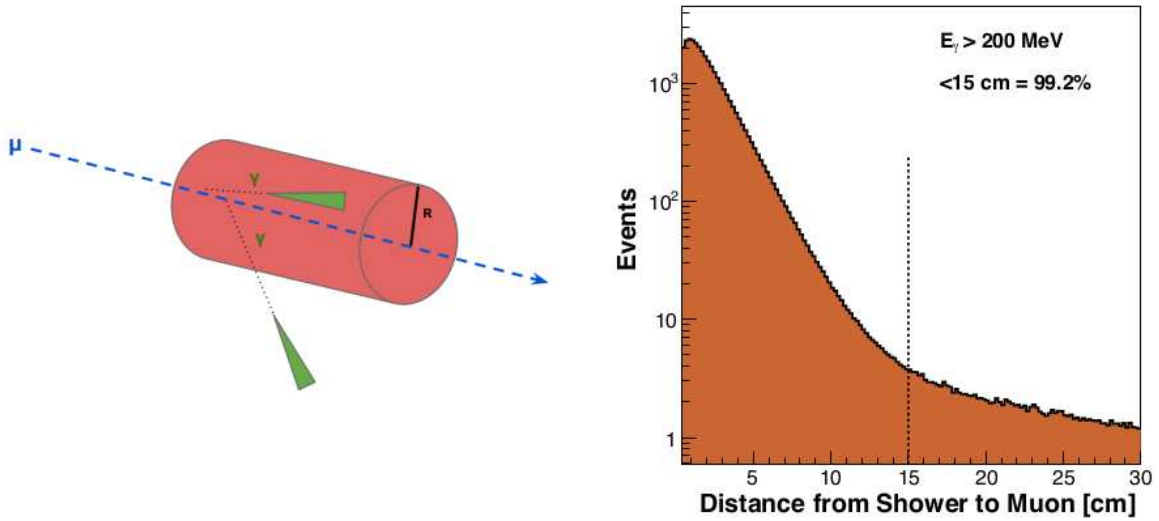 μ
γ
γ
R
E_γ > 200 MeV
<15 cm = 99.2%
10³
10²
10
1
Events
5 10 15 20 25 30
Distance from Shower to Muon [cm]